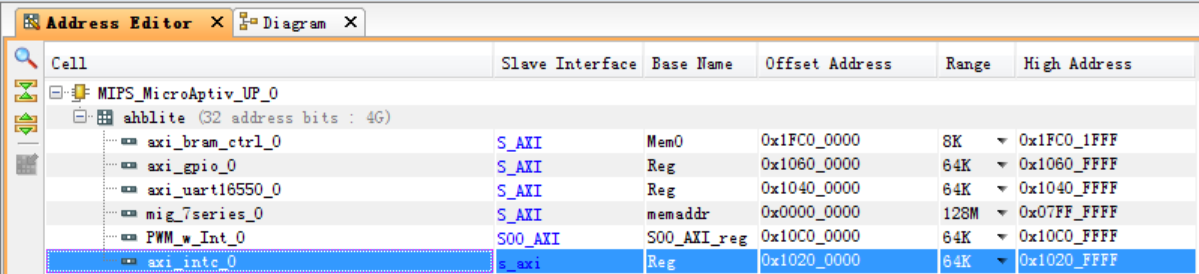 Address Editor × Diagram ×
Cell Slave Interface Base Name Offset Address Range High Address
MIPS_MicroAptiv_UP_0
ahblite (32 address bits : 4G)
axi_bram_ctrl_0 S_AXI Mem0 0x1FC0_0000 8K 0x1FC0_1FFF
axi_gpio_0 S_AXI Reg 0x1060_0000 64K 0x1060_FFFF
axi_uart16550_0 S_AXI Reg 0x1040_0000 64K 0x1040_FFFF
mig_7series_0 S_AXI memaddr 0x0000_0000 128M 0x07FF_FFFF
PWM_w_Int_0 S00_AXI S00_AXI_reg 0x10C0_0000 64K 0x10C0_FFFF
axi_intc_0 s_axi Reg 0x1020_0000 64K 0x1020_FFFF